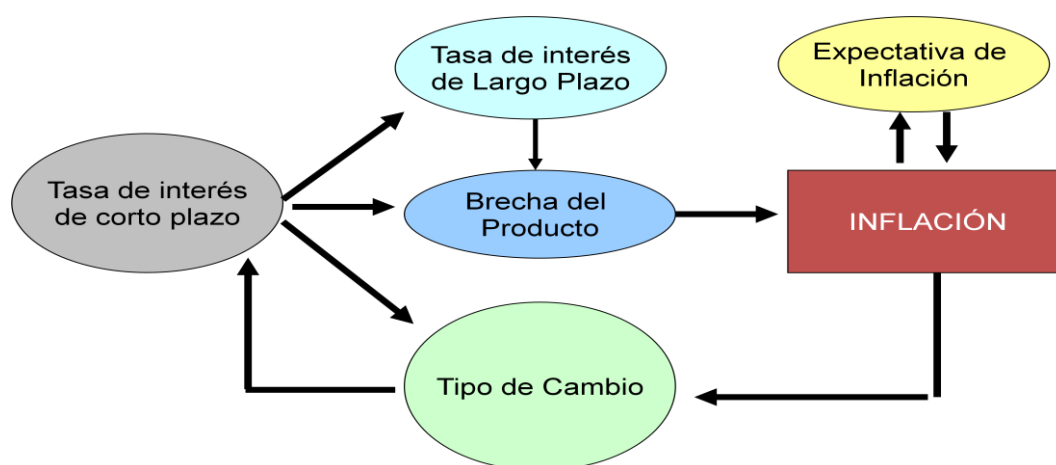 Tasa de interés
de Largo Plazo
Expectativa de
Inflación
Tasa de interés
de corto plazo
Brecha del
Producto
INFLACIÓN
Tipo de Cambio